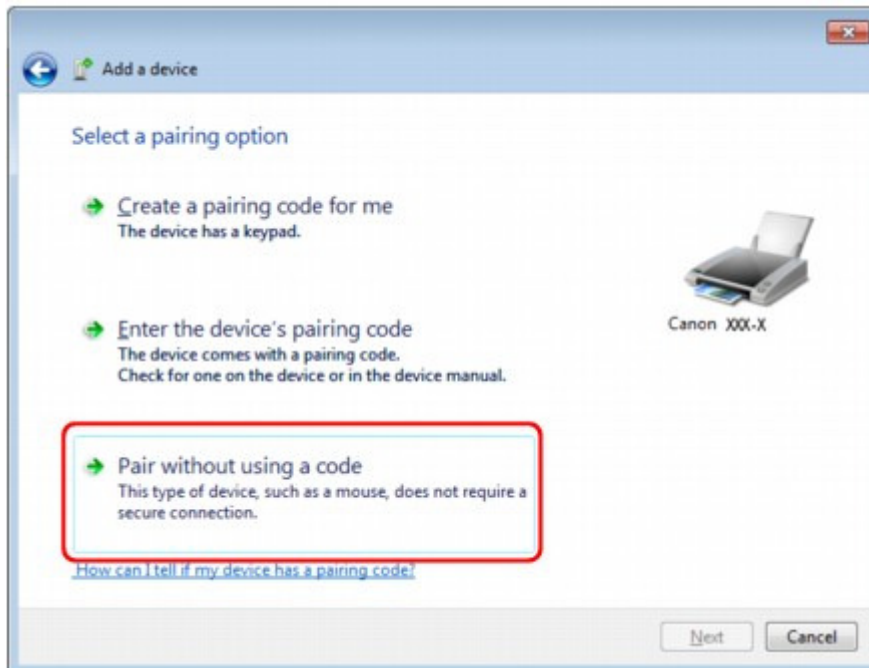 Add a device
Select a pairing option
Create a pairing code for me
The device has a keypad.
Canon XXX-X
Enter the device's pairing code
The device comes with a pairing code.
Check for one on the device or in the device manual.
Pair without using a code
This type of device, such as a mouse, does not require a
secure connection.
How can I tell if my device has a pairing code?
Next
Cancel